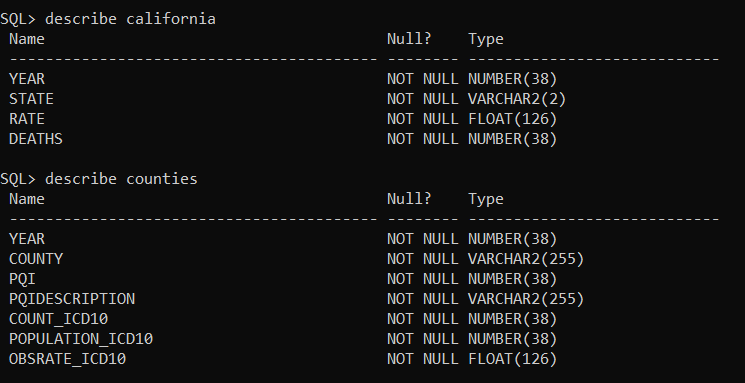 SQL> describe california
 Name                                      Null?    Type
 ----------------------------------------- -------- ----------------------------
 YEAR                                      NOT NULL NUMBER(38)
 STATE                                     NOT NULL VARCHAR2(2)
 RATE                                      NOT NULL FLOAT(126)
 DEATHS                                    NOT NULL NUMBER(38)

SQL> describe counties
 Name                                      Null?    Type
 ----------------------------------------- -------- ----------------------------
 YEAR                                      NOT NULL NUMBER(38)
 COUNTY                                    NOT NULL VARCHAR2(255)
 PQI                                       NOT NULL NUMBER(38)
 PQIDESCRIPTION                            NOT NULL VARCHAR2(255)
 COUNT_ICD10                               NOT NULL NUMBER(38)
 POPULATION_ICD10                          NOT NULL NUMBER(38)
 OBSRATE_ICD10                             NOT NULL FLOAT(126)